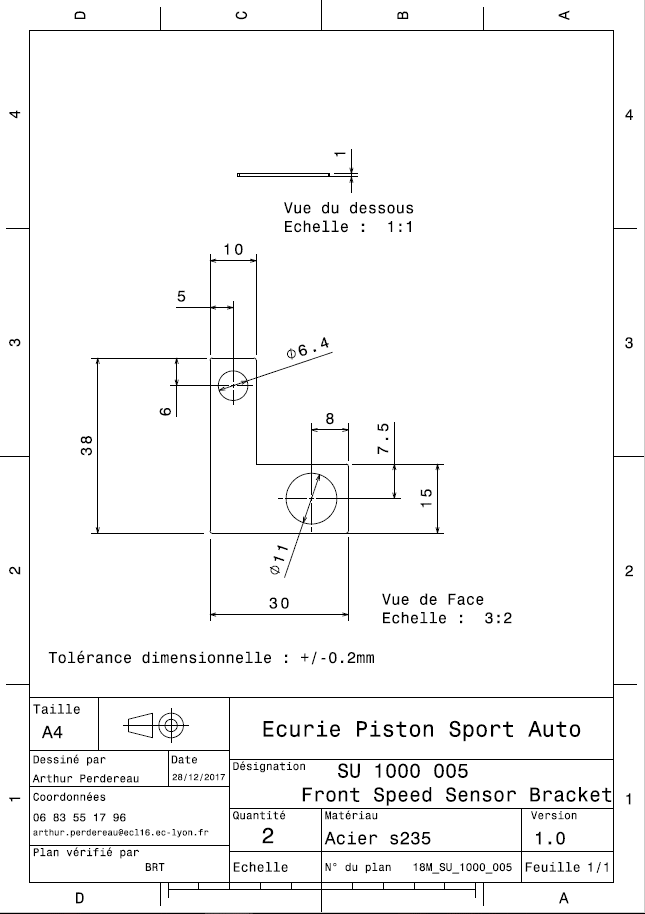 D C B A
4 4
1
Vue du dessous
Echelle : 1:1
10
5
3 3
Ø6.4
6
8
7.5
38
15
Ø11
2 2
30
Vue de Face
Echelle : 3:2
Tolérance dimensionnelle : +/-0.2mm
Taille
A4
Ecurie Piston Sport Auto
Dessiné par
Arthur Perdereau
Date
28/12/2017
Désignation
SU 1000 005
Front Speed Sensor Bracket
1 1
Coordonnées
06 83 55 17 96
arthur.perdereau@ecl16.ec-lyon.fr
Quantité
2
Matériau
Acier s235
Version
1.0
Plan vérifié par
BRT
Echelle
N° du plan 18M_SU_1000_005
Feuille 1/1
D A